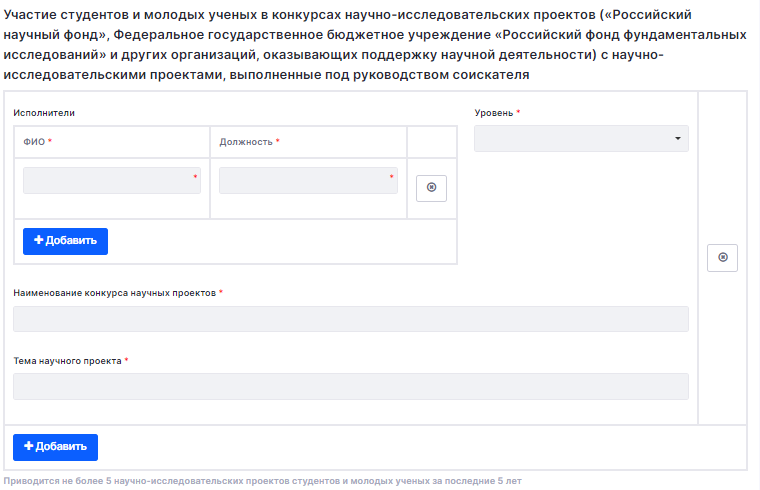 Участие студентов и молодых ученых в конкурсах научно-исследовательских проектов («Российский
научный фонд», Федеральное государственное бюджетное учреждение «Российский фонд фундаментальных
исследований» и других организаций, оказывающих поддержку научной деятельности) с научно-
исследовательскими проектами, выполненные под руководством соискателя
Исполнители
Уровень *
ФИО *
Должность *
*
*
Добавить
Наименование конкурса научных проектов *
Тема научного проекта *
Добавить
Приводится не более 5 научно-исследовательских проектов студентов и молодых ученых за последние 5 лет